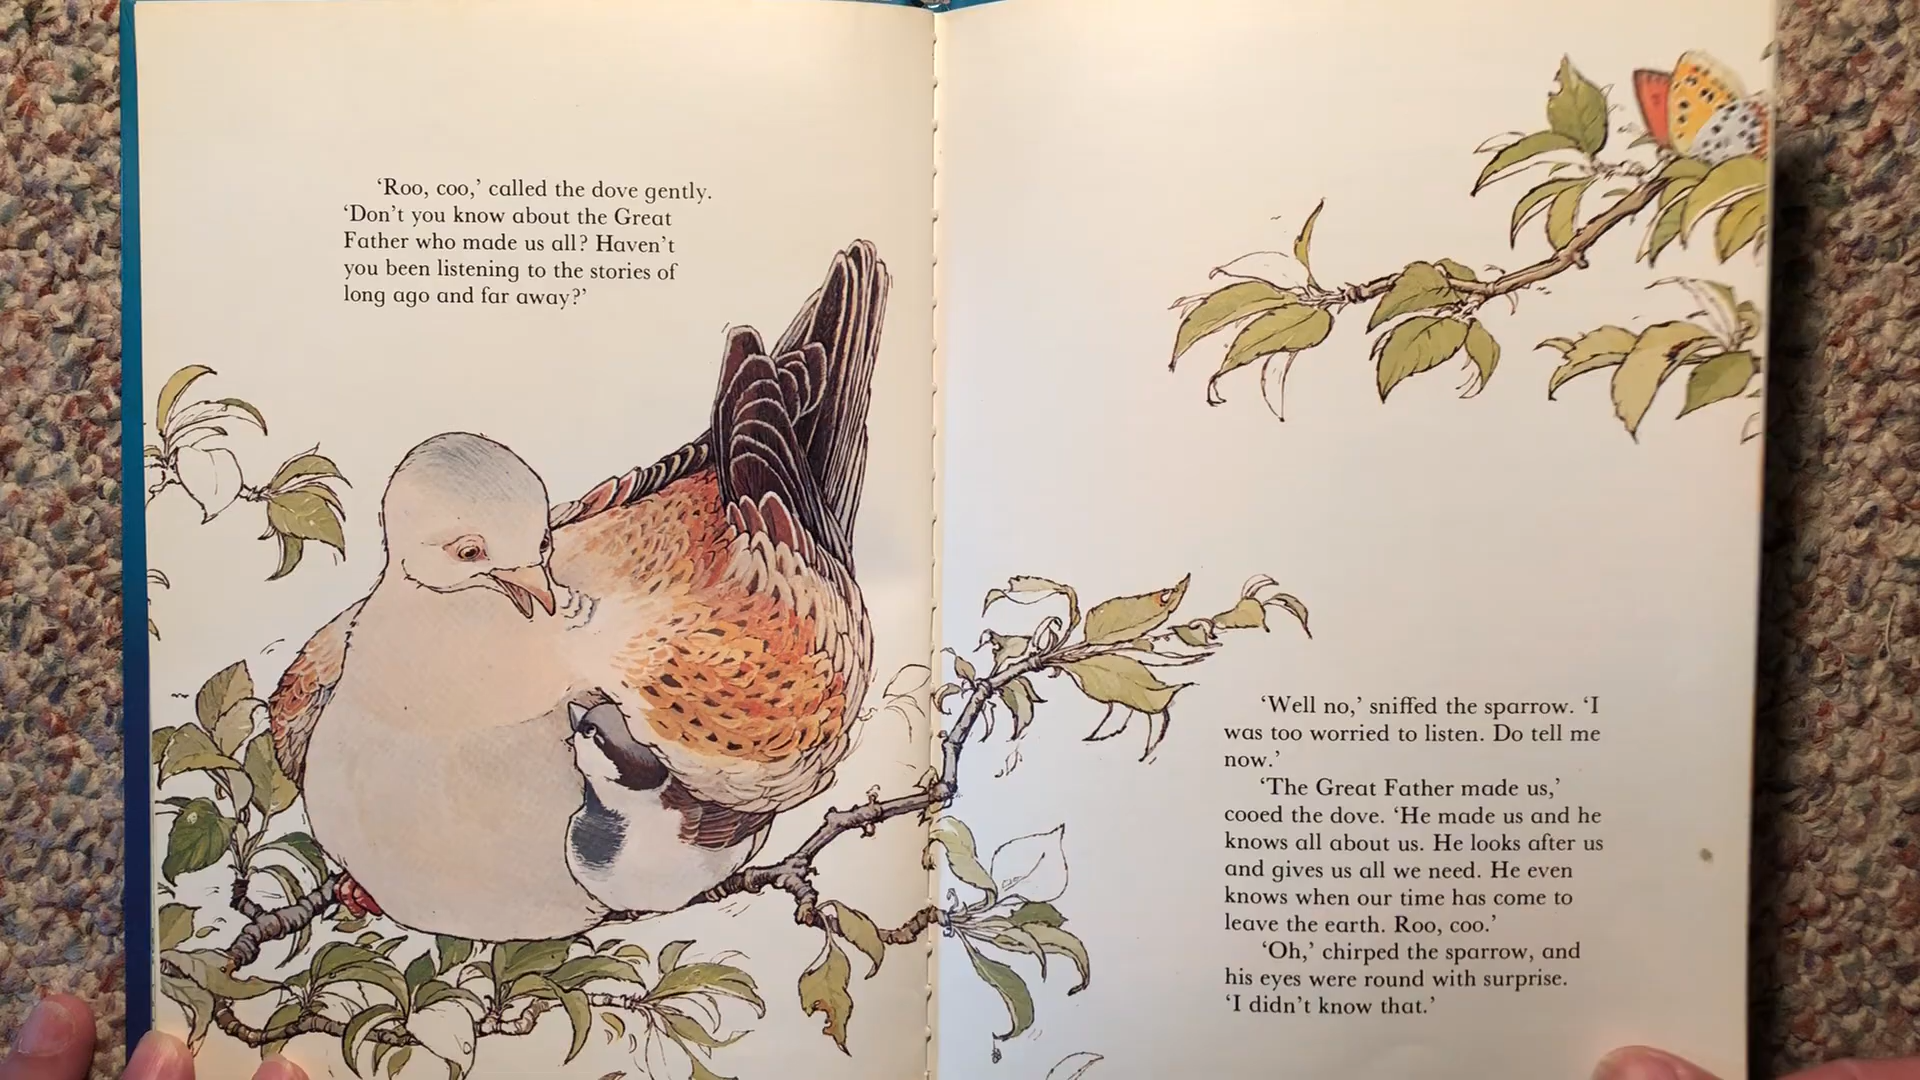 ‘Roo, coo,’ called the dove gently.
‘Don’t you know about the Great
Father who made us all? Haven’t
you been listening to the stories of
long ago and far away?’
‘Well no,’ sniffed the sparrow. ‘I
was too worried to listen. Do tell me
now.’
‘The Great Father made us,’
cooed the dove. ‘He made us and he
knows all about us. He looks after us
and gives us all we need. He even
knows when our time has come to
leave the earth. Roo, coo.’
‘Oh,’ chirped the sparrow, and
his eyes were round with surprise.
‘I didn’t know that.’